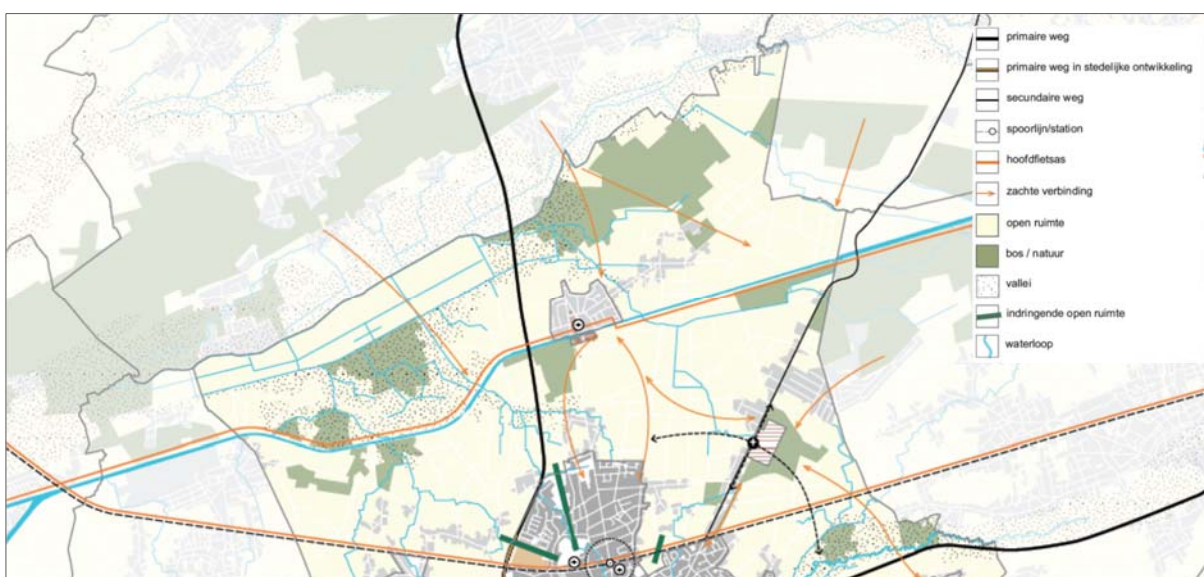 primaire weg
primaire weg in stedelijke ontwikkeling
secundaire weg
spoorlijn/station
hoofdfietsas
zachte verbinding
open ruimte
bos / natuur
vallei
indringende open ruimte
waterloop